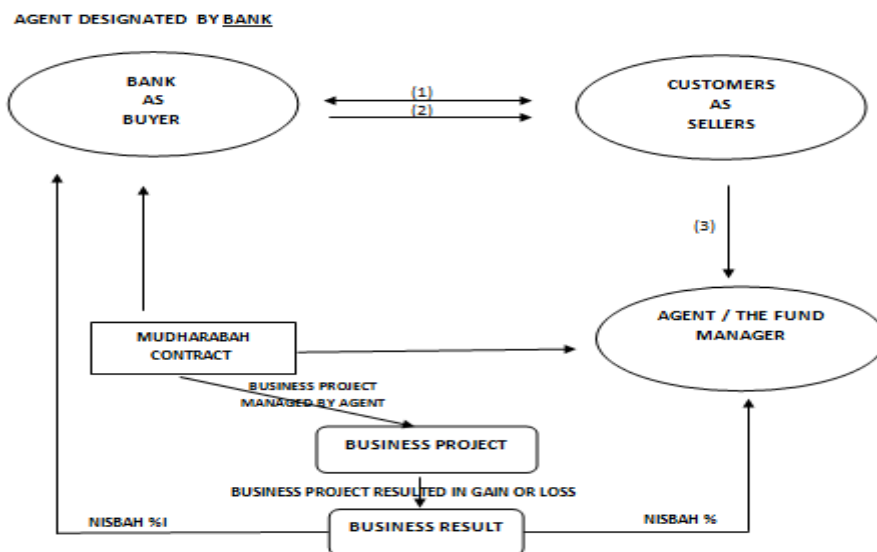 AGENT DESIGNATED BY BANK
BANK
AS
BUYER
(1)
(2)
CUSTOMERS
AS
SELLERS
(3)
AGENT / THE FUND
MANAGER
MUDHARABAH
CONTRACT
BUSINESS PROJECT
MANAGED BY AGENT
BUSINESS PROJECT
BUSINESS PROJECT RESULTED IN GAIN OR LOSS
NISBAH %I
BUSINESS RESULT
NISBAH %